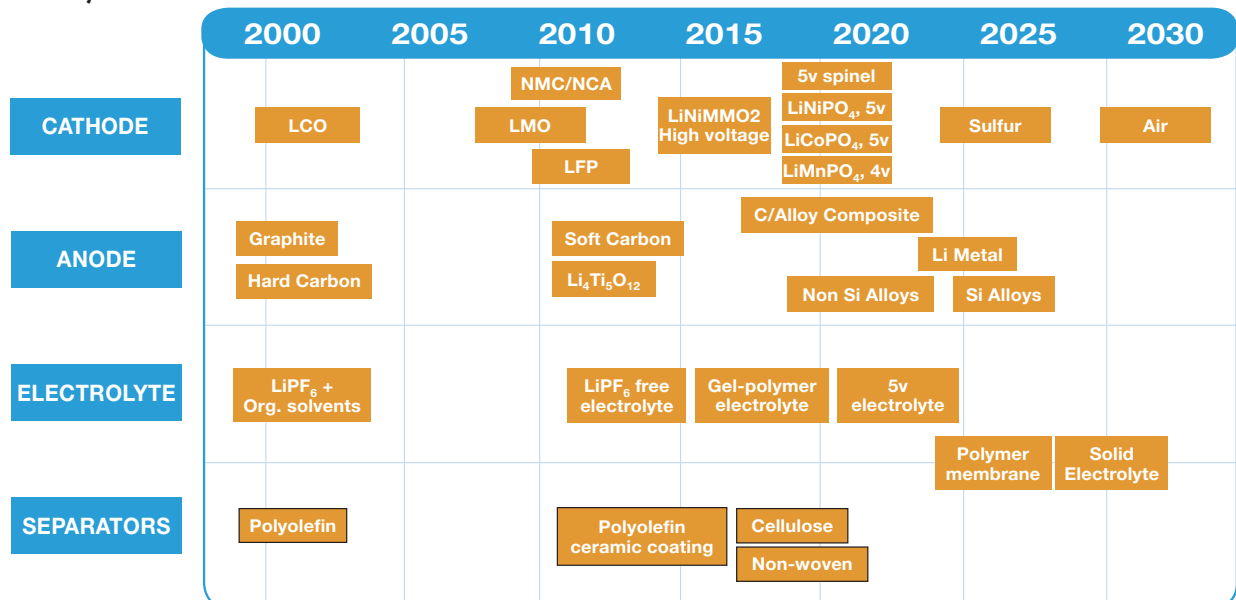 2000 2005 2010 2015 2020 2025 2030
CATHODE
NMC/NCA
LCO
LMO
LFP
LiNiMMO2
High voltage
5v spinel
LiNiPO₄, 5v
LiCoPO₄, 5v
LiMnPO₄, 4v
Sulfur
Air
ANODE
Graphite
Hard Carbon
Soft Carbon
Li₄Ti₅O₁₂
C/Alloy Composite
Non Si Alloys
Li Metal
Si Alloys
ELECTROLYTE
LiPF₆ +
Org. solvents
LiPF₆ free
electrolyte
Gel-polymer
electrolyte
5v
electrolyte
Polymer
membrane
Solid
Electrolyte
SEPARATORS
Polyolefin
Polyolefin
ceramic coating
Cellulose
Non-woven